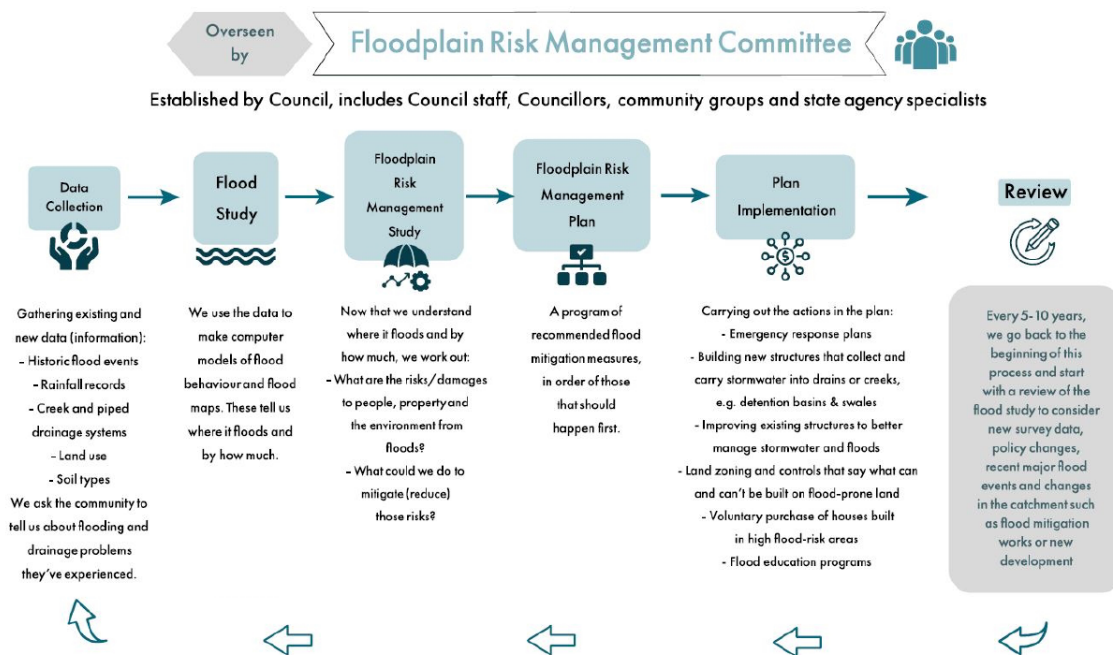 Overseen
by
Floodplain Risk Management Committee
Established by Council, includes Council staff, Councillors, community groups and state agency specialists
Data
Collection
Gathering existing and
new data (information):
- Historic flood events
- Rainfall records
- Creek and piped
drainage systems
- Land use
- Soil types
We ask the community to
tell us about flooding and
drainage problems
they've experienced.
Flood
Study
We use the data to
make computer
models of flood
behaviour and flood
maps. These tell us
where it floods and
by how much.
Floodplain
Risk
Management
Study
Now that we understand
where it floods and by
how much, we work out:
- What are the risks/damages
to people, property and
the environment from
floods?
- What could we do to
mitigate (reduce)
those risks?
Floodplain Risk
Management
Plan
A program of
recommended flood
mitigation measures,
in order of those
that should
happen first.
Plan
Implementation
$
Carrying out the actions in the plan:
- Emergency response plans
- Building new structures that collect and
carry stormwater into drains or creeks,
e.g. detention basins & swales
- Improving existing structures to better
manage stormwater and floods
- Land zoning and controls that say what can
and can't be built on flood-prone land
- Voluntary purchase of houses built
in high flood-risk areas
- Flood education programs
Review
Every 5-10 years,
we go back to the
beginning of this
process and start
with a review of the
flood study to consider
new survey data,
policy changes,
recent major flood
events and changes
in the catchment such
as flood mitigation
works or new
development